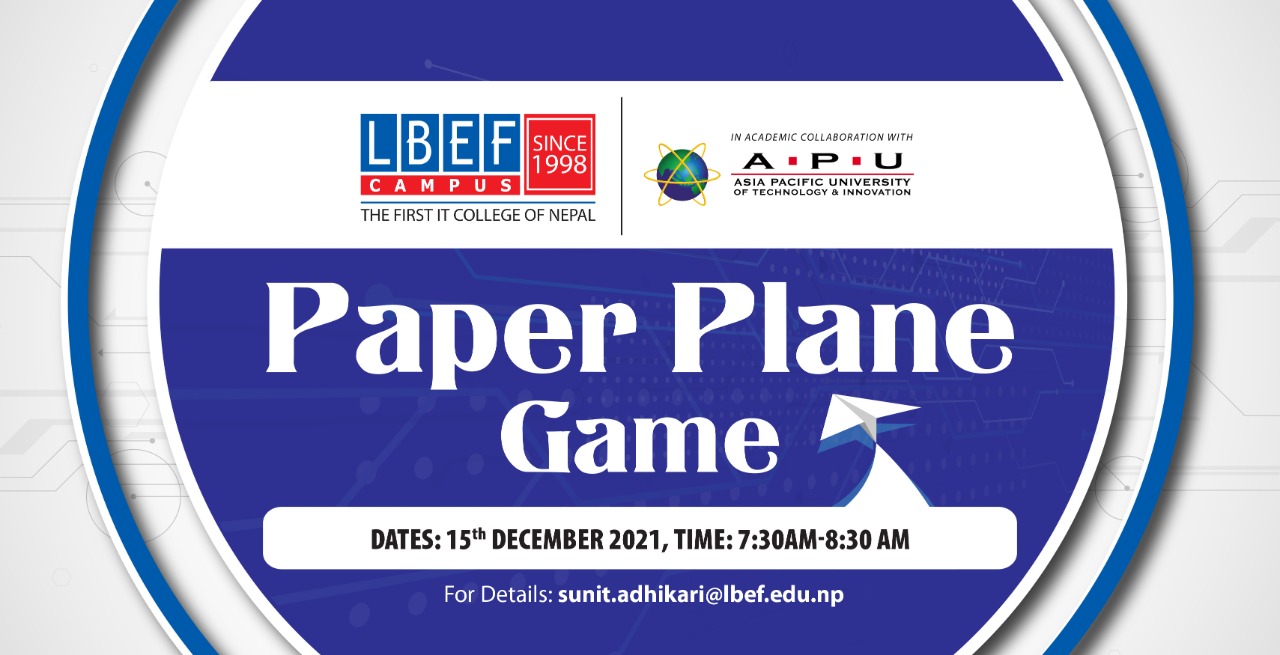 LBEF
CAMPUS
SINCE
1998
THE FIRST IT COLLEGE OF NEPAL
IN ACADEMIC COLLABORATION WITH
A·P·U
ASIA PACIFIC UNIVERSITY
OF TECHNOLOGY & INNOVATION
Paper Plane
Game
DATES: 15th DECEMBER 2021, TIME: 7:30AM-8:30 AM
For Details: sunit.adhikari@lbef.edu.np